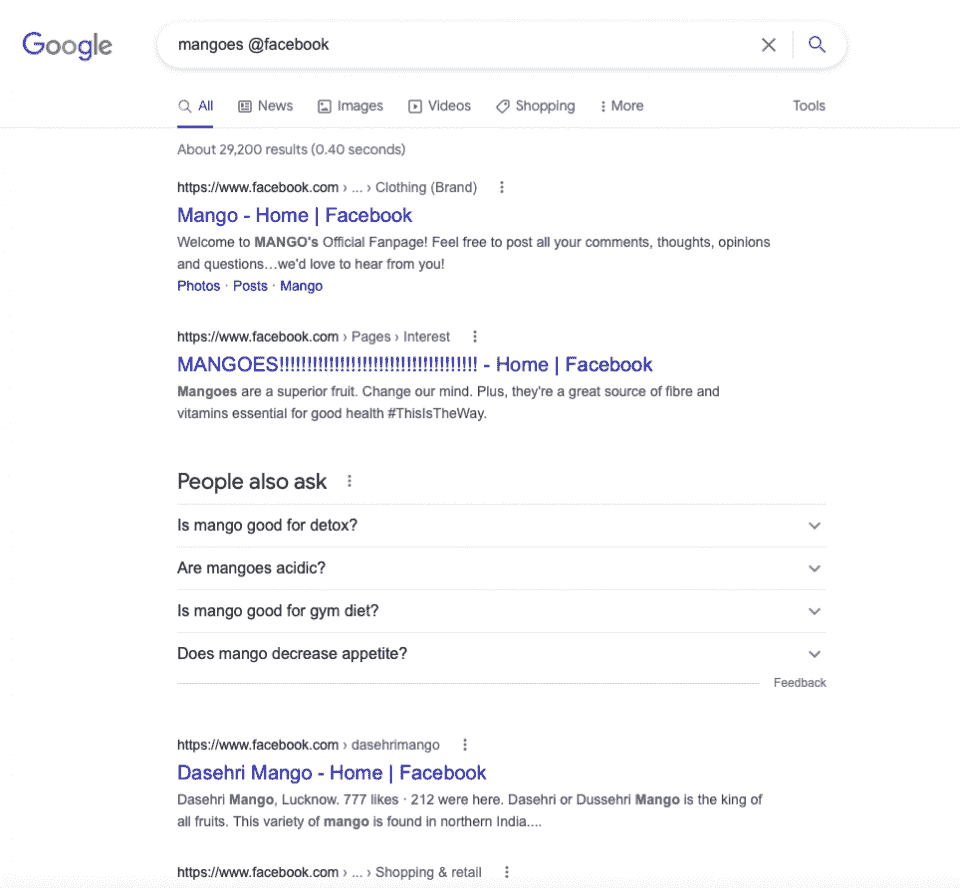 Google
mangoes @facebook
All News Images Videos Shopping More Tools
About 29,200 results (0.40 seconds)
https://www.facebook.com › ... › Clothing (Brand)
Mango - Home | Facebook
Welcome to MANGO's Official Fanpage! Feel free to post all your comments, thoughts, opinions
and questions…we'd love to hear from you!
Photos · Posts · Mango
https://www.facebook.com › Pages › Interest
MANGOES!!!!!!!!!!!!!!!!!!!!!!!!!!!!!!!!!!!! - Home | Facebook
Mangoes are a superior fruit. Change our mind. Plus, they're a great source of fibre and
vitamins essential for good health #ThisIsTheWay.
People also ask
Is mango good for detox?
Are mangoes acidic?
Is mango good for gym diet?
Does mango decrease appetite?
Feedback
https://www.facebook.com › dasehrimango
Dasehri Mango - Home | Facebook
Dasehri Mango, Lucknow. 777 likes · 212 were here. Dasehri or Dussehri Mango is the king of
all fruits. This variety of mango is found in northern India....
https://www.facebook.com › ... › Shopping & retail